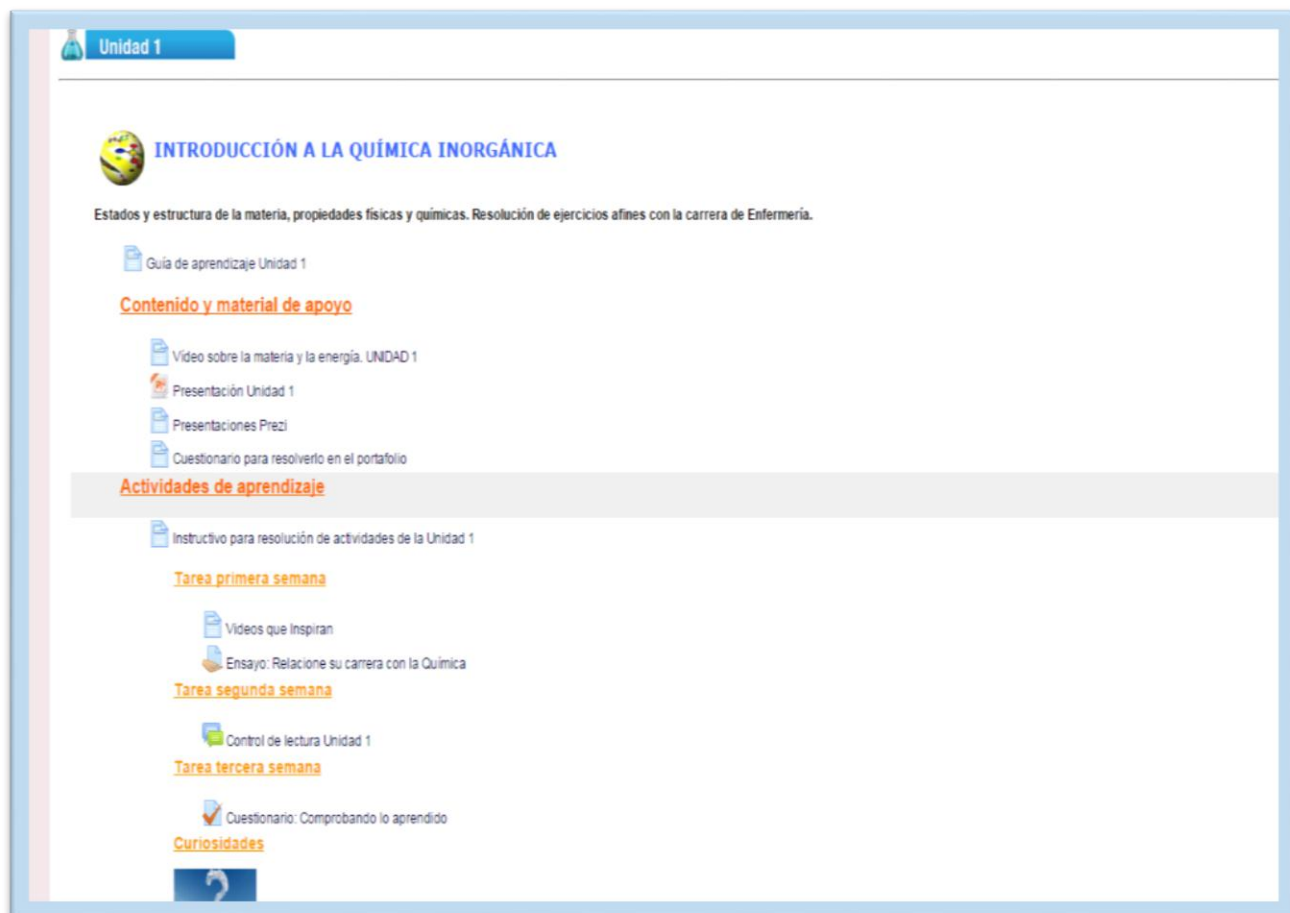 Unidad 1
INTRODUCCIÓN A LA QUÍMICA INORGÁNICA
Estados y estructura de la materia, propiedades físicas y químicas. Resolución de ejercicios afines con la carrera de Enfermería.
Guía de aprendizaje Unidad 1
Contenido y material de apoyo
Vídeo sobre la materia y la energía. UNIDAD 1
Presentación Unidad 1
Presentaciones Prezi
Cuestionario para resolverlo en el portafolio
Actividades de aprendizaje
Instructivo para resolución de actividades de la Unidad 1
Tarea primera semana
Videos que Inspiran
Ensayo: Relacione su carrera con la Química
Tarea segunda semana
Control de lectura Unidad 1
Tarea tercera semana
Cuestionario: Comprobando lo aprendido
Curiosidades